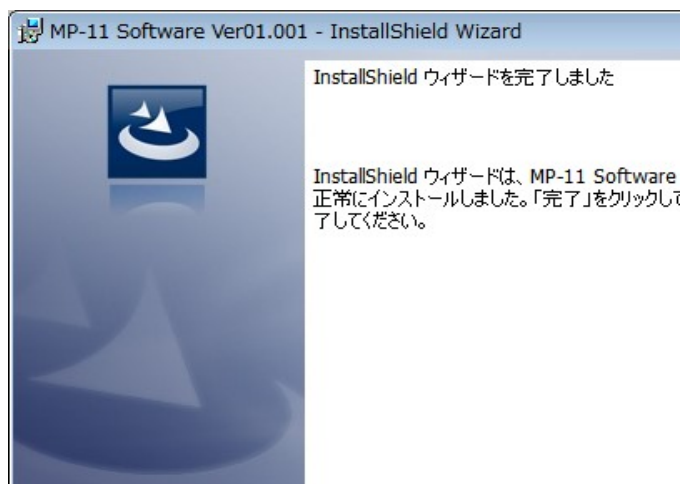 MP-11 Software Ver01.001 - InstallShield Wizard
InstallShield ウィザードを完了しました
InstallShield ウィザードは、MP-11 Software
正常にインストールしました。「完了」をクリックして
了してください。